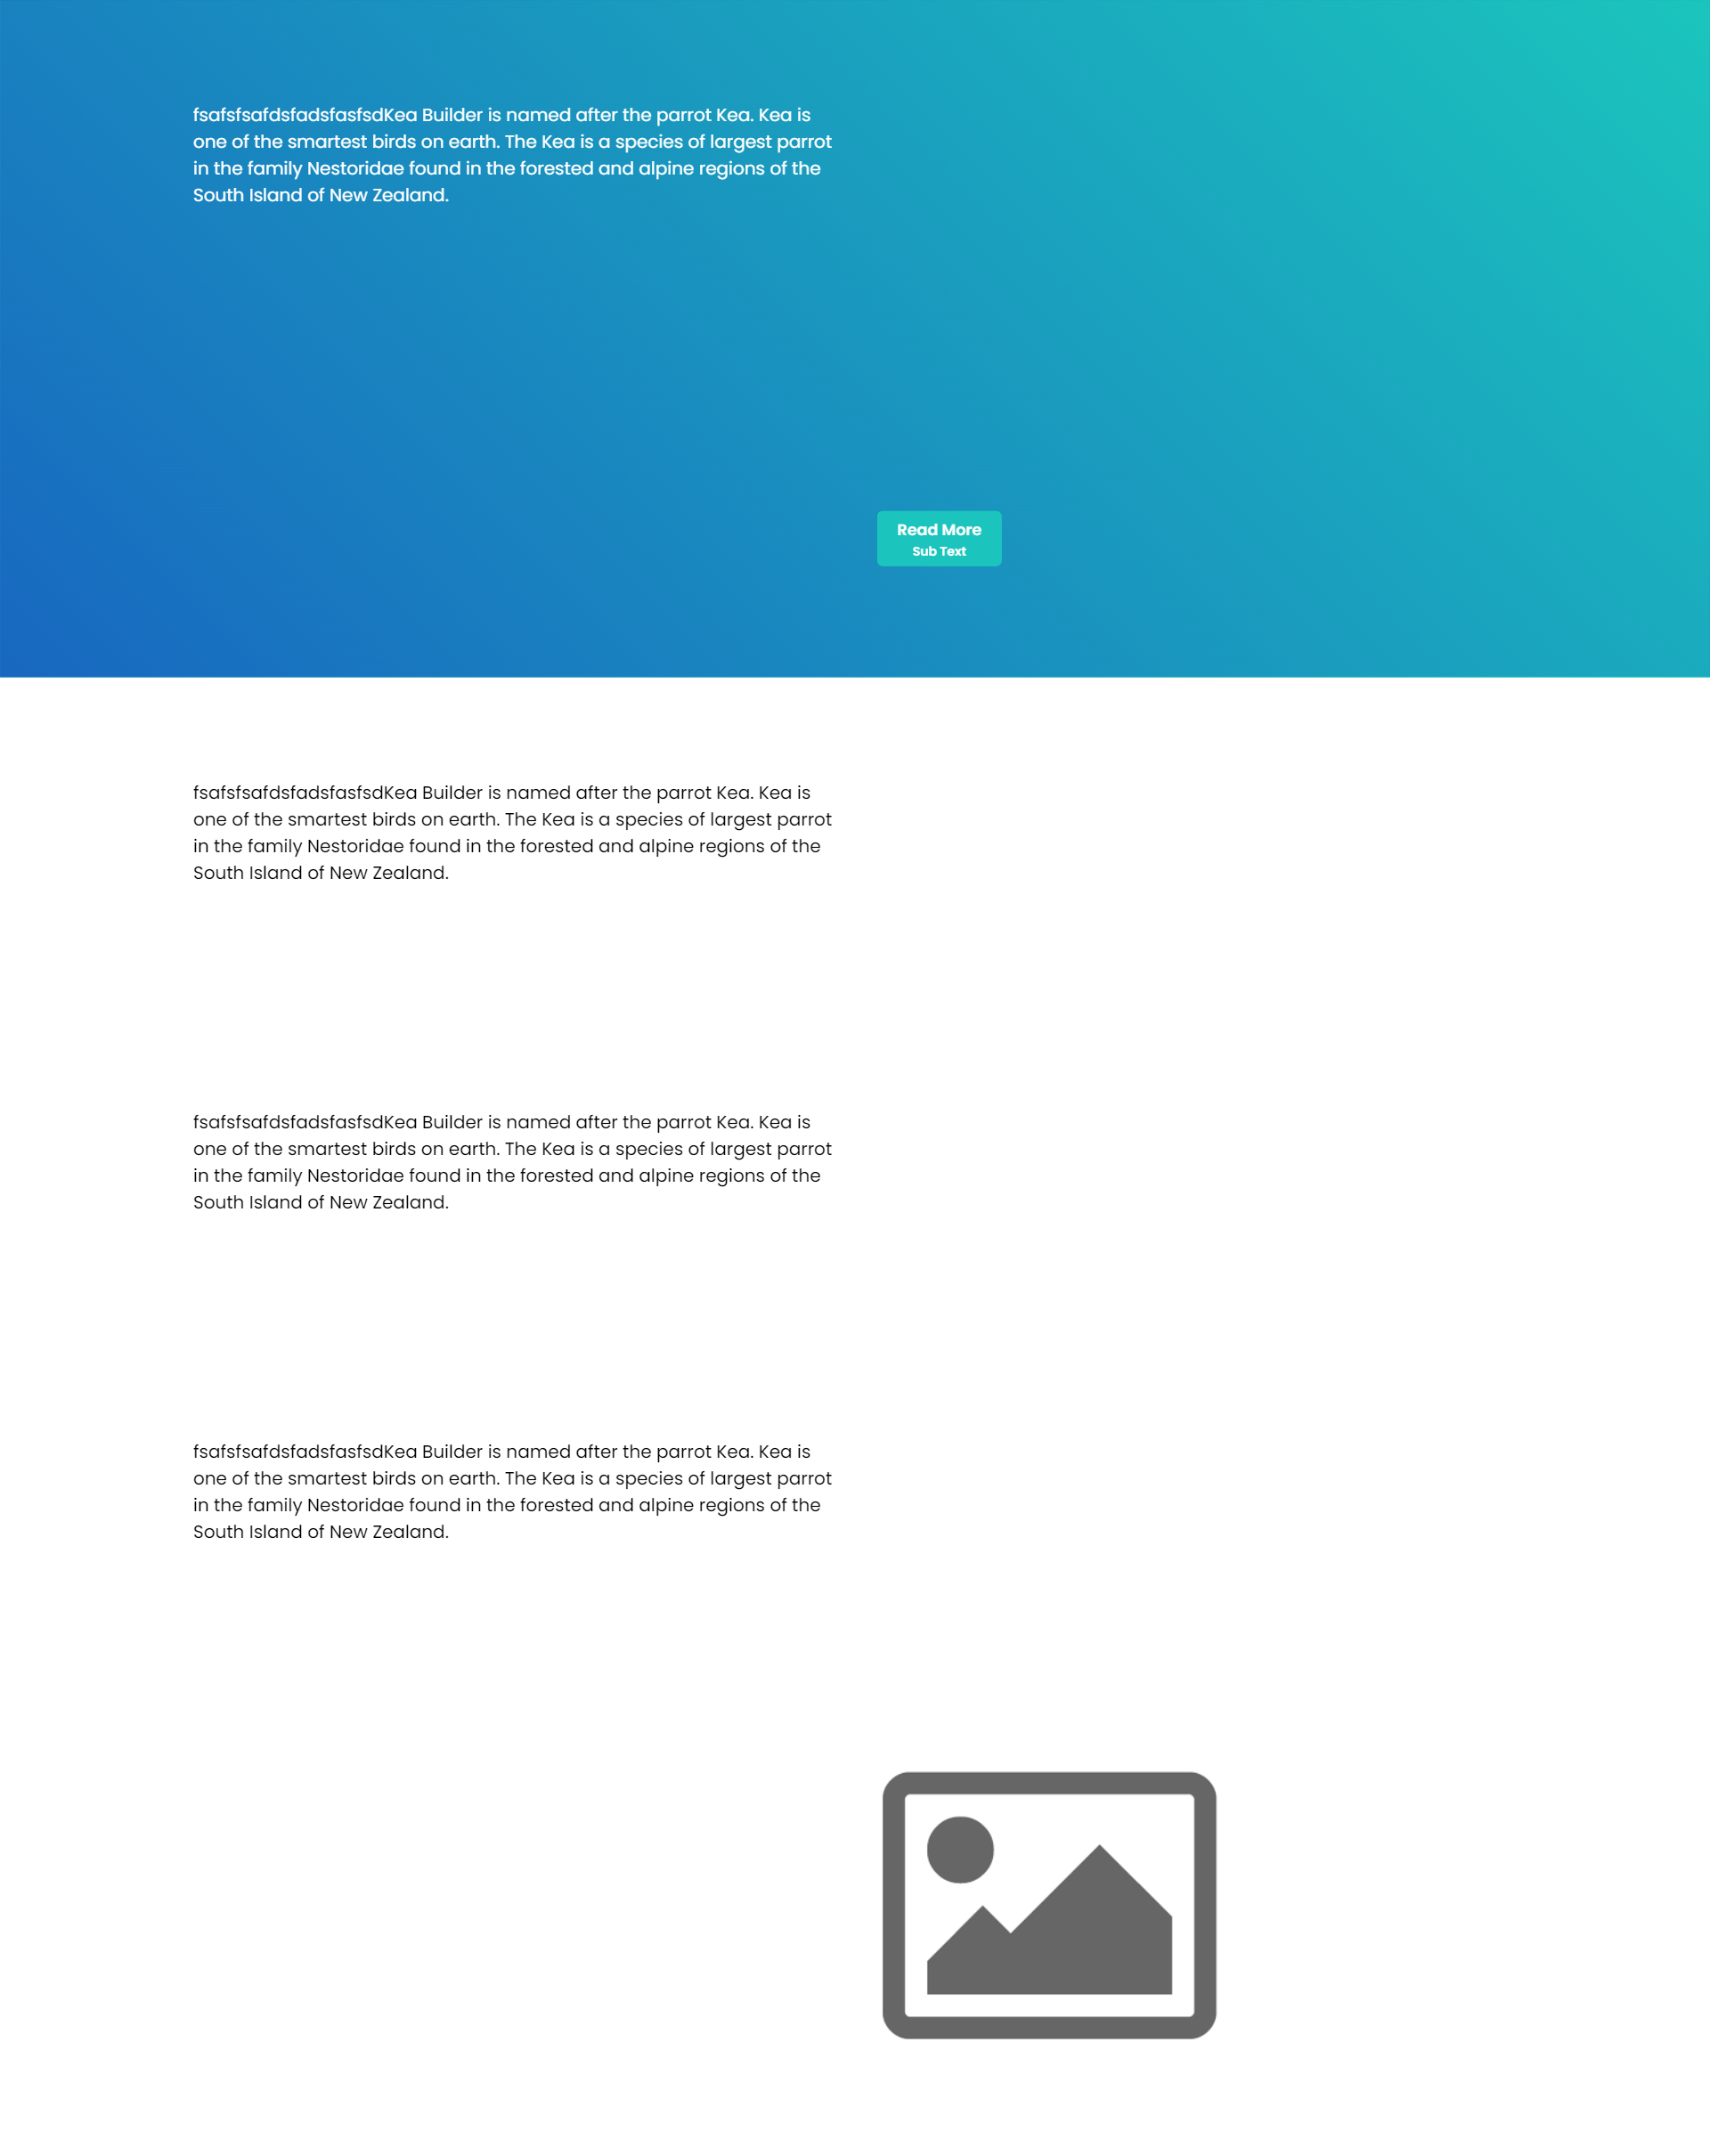 fsafsfsafdsfadsfasfsdKea Builder is named after the parrot Kea. Kea is
one of the smartest birds on earth. The Kea is a species of largest parrot
in the family Nestoridae found in the forested and alpine regions of the
South Island of New Zealand.
Read More
Sub Text
fsafsfsafdsfadsfasfsdKea Builder is named after the parrot Kea. Kea is
one of the smartest birds on earth. The Kea is a species of largest parrot
in the family Nestoridae found in the forested and alpine regions of the
South Island of New Zealand.
fsafsfsafdsfadsfasfsdKea Builder is named after the parrot Kea. Kea is
one of the smartest birds on earth. The Kea is a species of largest parrot
in the family Nestoridae found in the forested and alpine regions of the
South Island of New Zealand.
fsafsfsafdsfadsfasfsdKea Builder is named after the parrot Kea. Kea is
one of the smartest birds on earth. The Kea is a species of largest parrot
in the family Nestoridae found in the forested and alpine regions of the
South Island of New Zealand.